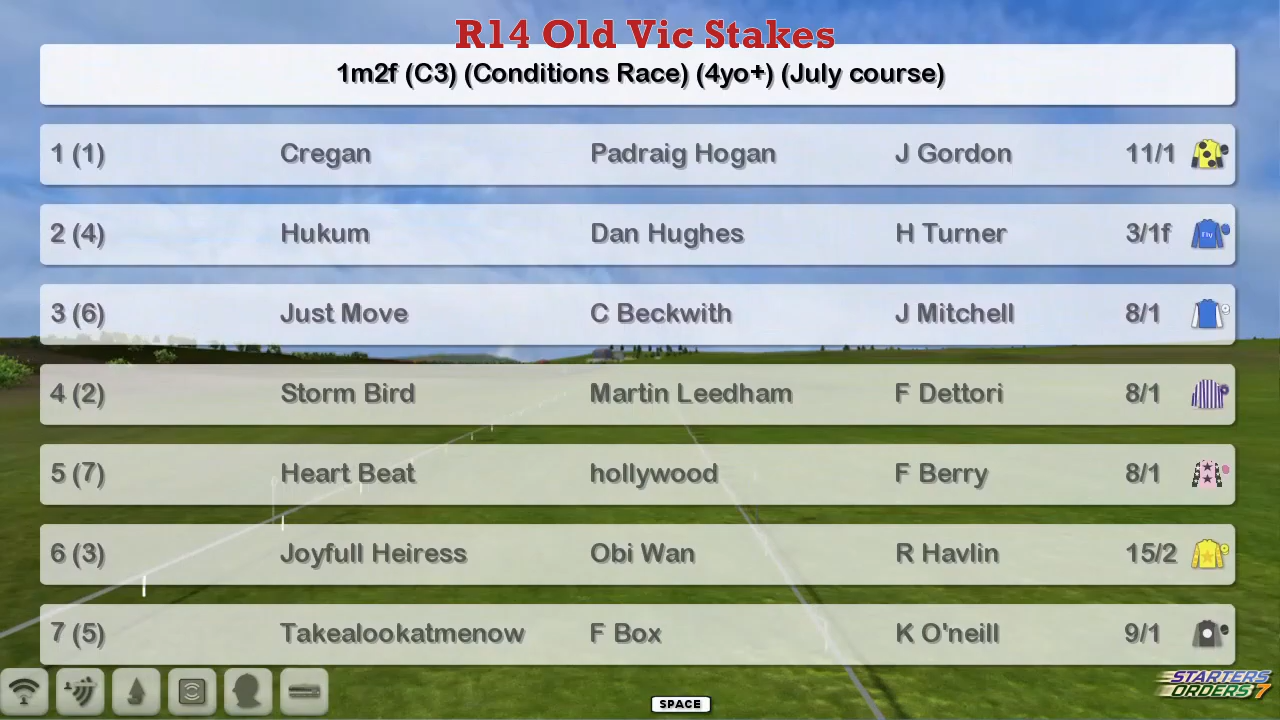 R14 Old Vic Stakes
1m2f (C3) (Conditions Race) (4yo+) (July course)
1 (1) Cregan Padraig Hogan J Gordon 11/1
2 (4) Hukum Dan Hughes H Turner 3/1f
3 (6) Just Move C Beckwith J Mitchell 8/1
4 (2) Storm Bird Martin Leedham F Dettori 8/1
5 (7) Heart Beat hollywood F Berry 8/1
6 (3) Joyfull Heiress Obi Wan R Havlin 15/2
7 (5) Takealookatmenow F Box K O'neill 9/1
SPACE
STARTERS
ORDERS 7